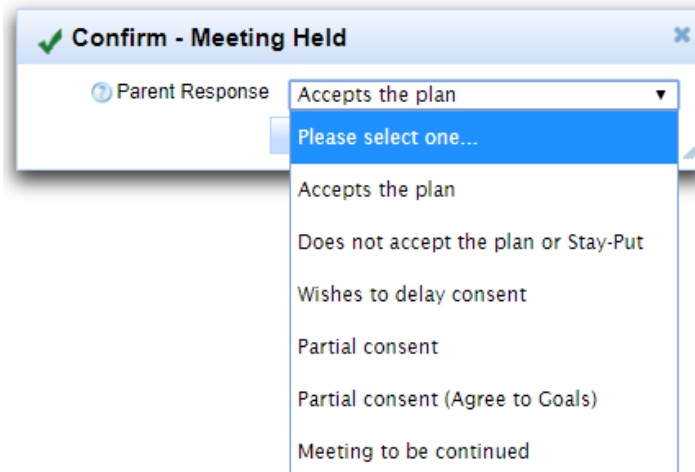 Confirm - Meeting Held
Parent Response Accepts the plan
Please select one...
Accepts the plan
Does not accept the plan or Stay-Put
Wishes to delay consent
Partial consent
Partial consent (Agree to Goals)
Meeting to be continued